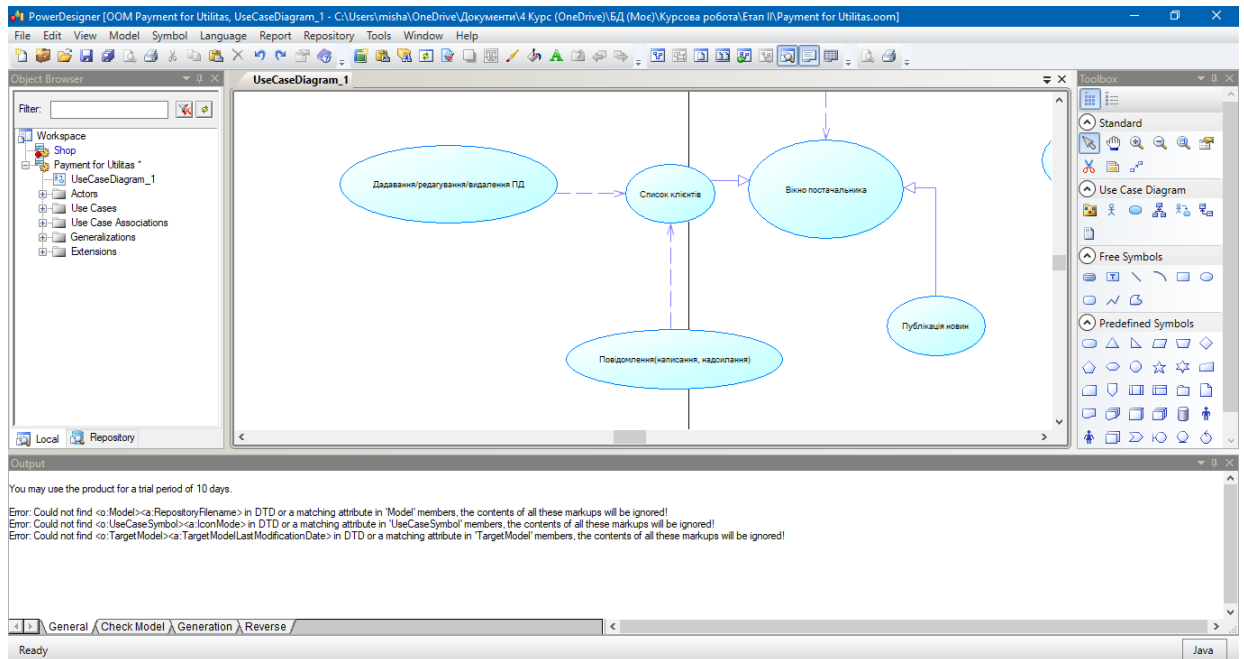 PowerDesigner [OOM Payment for Utilitas, UseCaseDiagram_1 - C:\Users\misha\OneDrive\Документи\4 Курс (OneDrive)\БД (Моє)\Курсова робота\Етап II\Payment for Utilitas.oom]
File Edit View Model Symbol Language Report Repository Tools Window Help
Object Browser
UseCaseDiagram_1
Toolbox
Filter:
Workspace
Shop
Payment for Utilitas *
UseCaseDiagram_1
Actors
Use Cases
Use Case Associations
Generalizations
Extensions
Local Repository
Дадавання/редагування/видалення ПД
Список клієнтів
Вікно постачальника
Публікація новин
Повідомлення(написання, надсилання)
Standard
Use Case Diagram
Free Symbols
Predefined Symbols
Output
You may use the product for a trial period of 10 days.
Error: Could not find <o:Model><a:RepositoryFilename> in DTD or a matching attribute in 'Model' members, the contents of all these markups will be ignored!
Error: Could not find <o:UseCaseSymbol><a:IconMode> in DTD or a matching attribute in 'UseCaseSymbol' members, the contents of all these markups will be ignored!
Error: Could not find <o:TargetModel><a:TargetModelLastModificationDate> in DTD or a matching attribute in 'TargetModel' members, the contents of all these markups will be ignored!
General Check Model Generation Reverse
Ready
Java